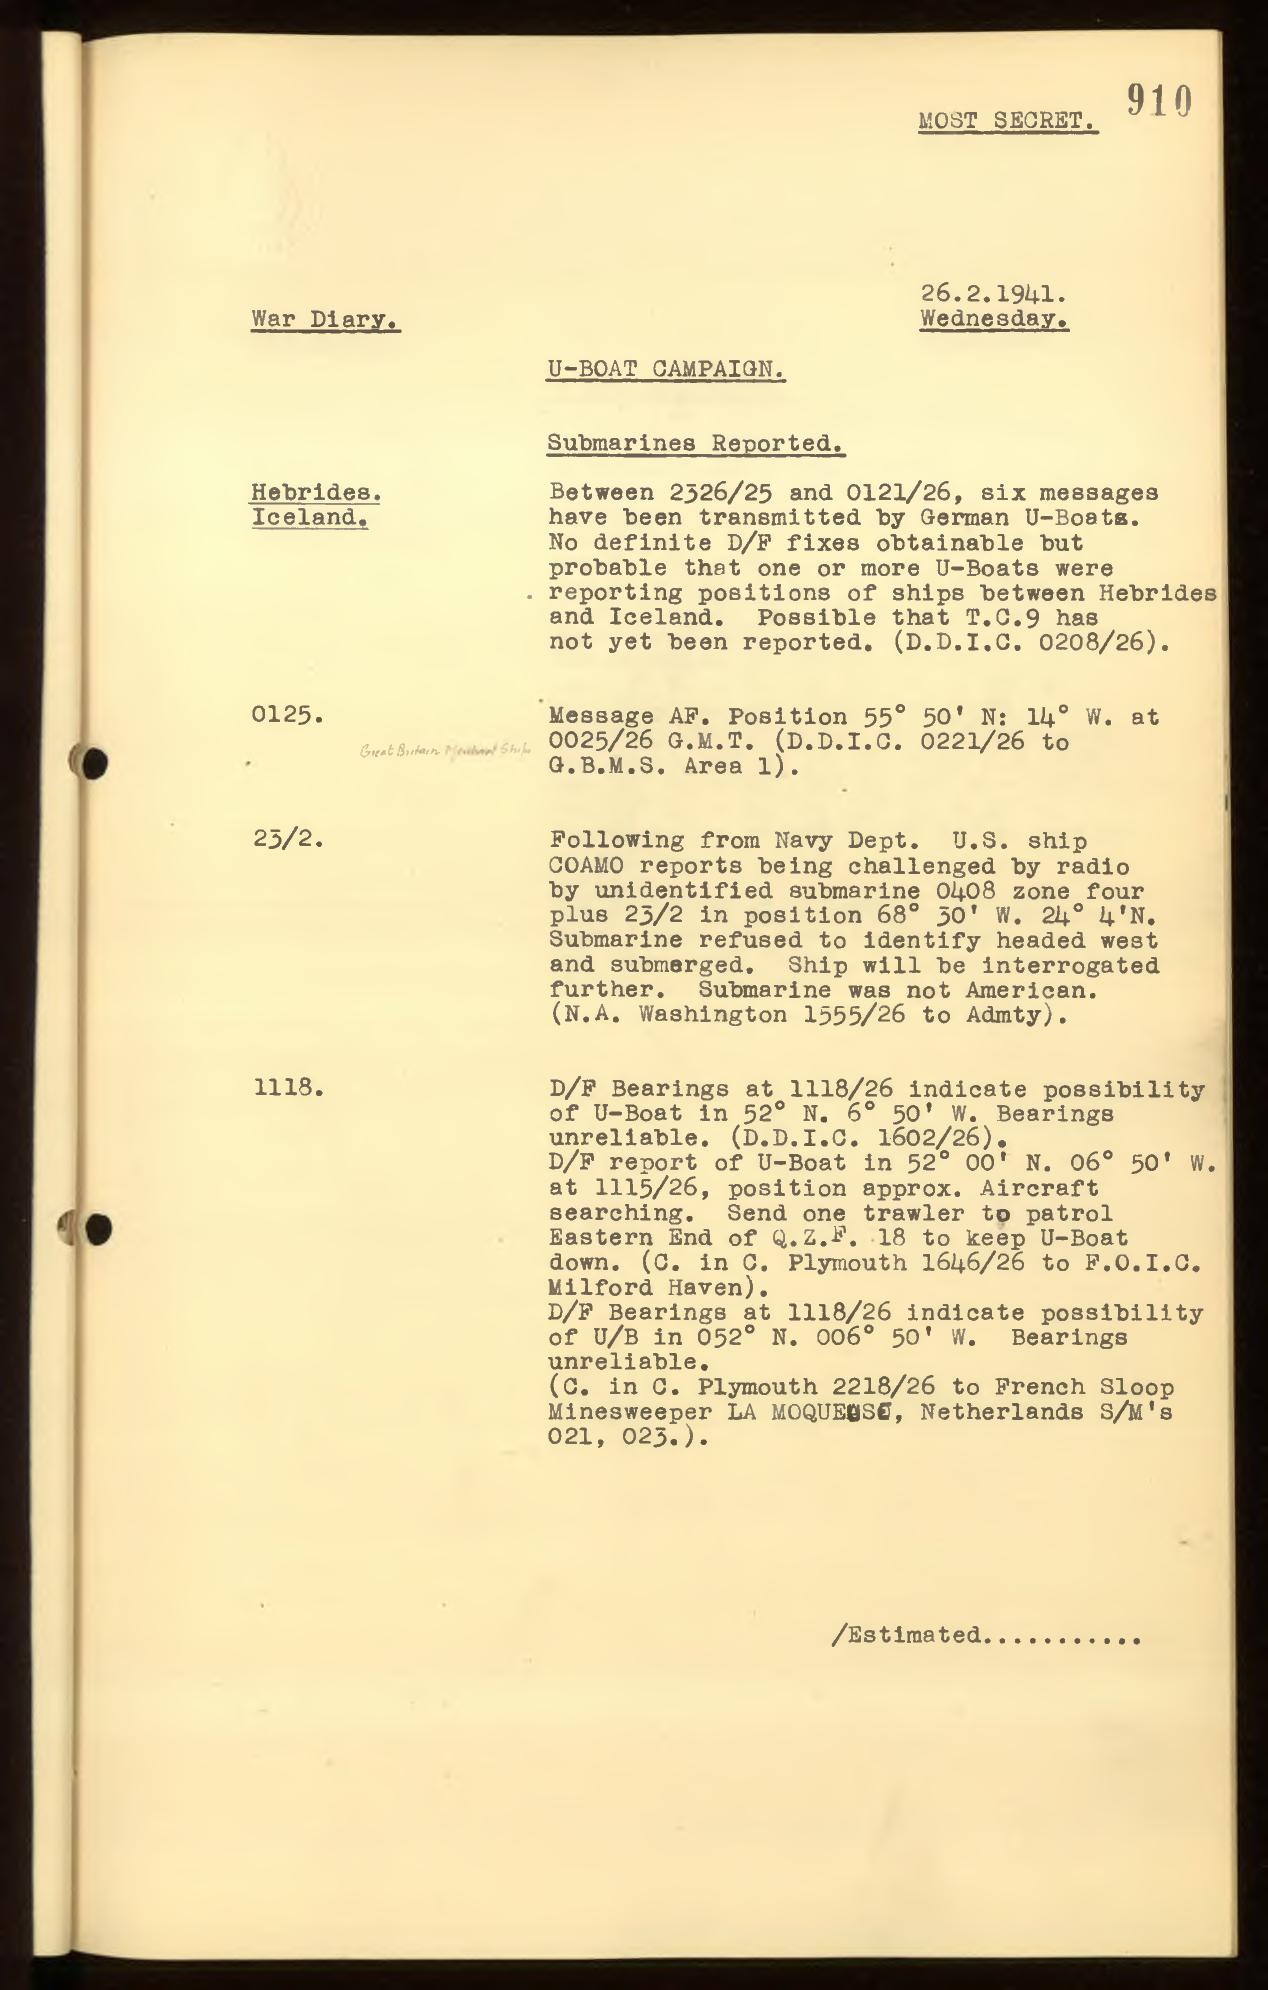 910
MOST SECRET.
26.2.1941.
War Diary.
Wednesday.
U-BOAT CAMPAIGN.
Submarines Reported.
Hebrides.
Iceland.
Between 2326/25 and 0121/26, six messages
have been transmitted by German U-Boats.
No definite D/F fixes obtainable but
probable that one or more U-Boats were
reporting positions of ships between Hebrides
and Iceland. Possible that T.C.9 has
not yet been reported. (D.D.I.C. 0208/26).
0125.
Message AF. Position 55° 50' N: 14° W. at
0025/26 G.M.T. (D.D.I.C. 0221/26 to
G.B.M.S. Area 1).
Great Britain Merchant Ships
23/2.
Following from Navy Dept. U.S. ship
COAMO reports being challenged by radio
by unidentified submarine 0408 zone four
plus 23/2 in position 68° 30' W. 24° 4'N.
Submarine refused to identify headed west
and submerged. Ship will be interrogated
further. Submarine was not American.
(N.A. Washington 1555/26 to Admty).
1118.
D/F Bearings at 1118/26 indicate possibility
of U-Boat in 52° N. 6° 50' W. Bearings
unreliable. (D.D.I.C. 1602/26).
D/F report of U-Boat in 52° 00' N. 06° 50' W.
at 1115/26, position approx. Aircraft
searching. Send one trawler to patrol
Eastern End of Q.Z.F. 18 to keep U-Boat
down. (C. in C. Plymouth 1646/26 to F.O.I.C.
Milford Haven).
D/F Bearings at 1118/26 indicate possibility
of U/B in 052° N. 006° 50' W. Bearings
unreliable.
(C. in C. Plymouth 2218/26 to French Sloop
Minesweeper LA MOQUEUSE, Netherlands S/M's
021, 023.).
/Estimated...........